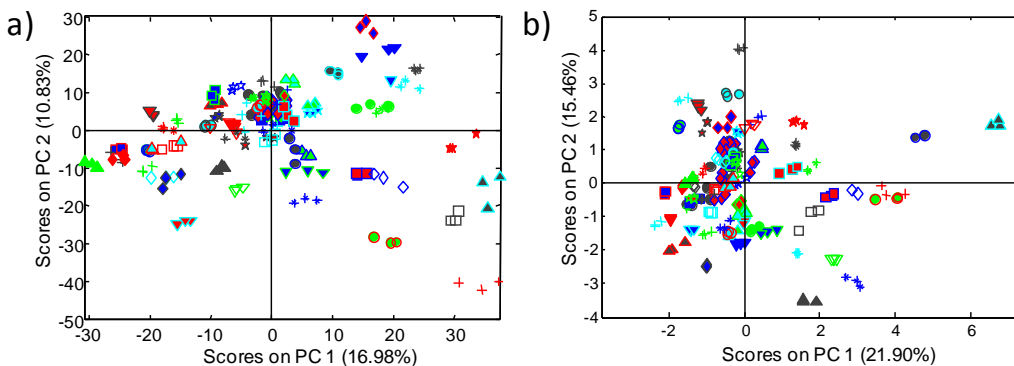 a)
Scores on PC 2 (10.83%)
30
20
10
0
-10
-20
-30
-40
-50
-30 -20 -10 0 10 20 30
Scores on PC 1 (16.98%)
b)
Scores on PC 2 (15.46%)
5
4
3
2
1
0
-1
-2
-3
-4
-2 0 2 4 6
Scores on PC 1 (21.90%)